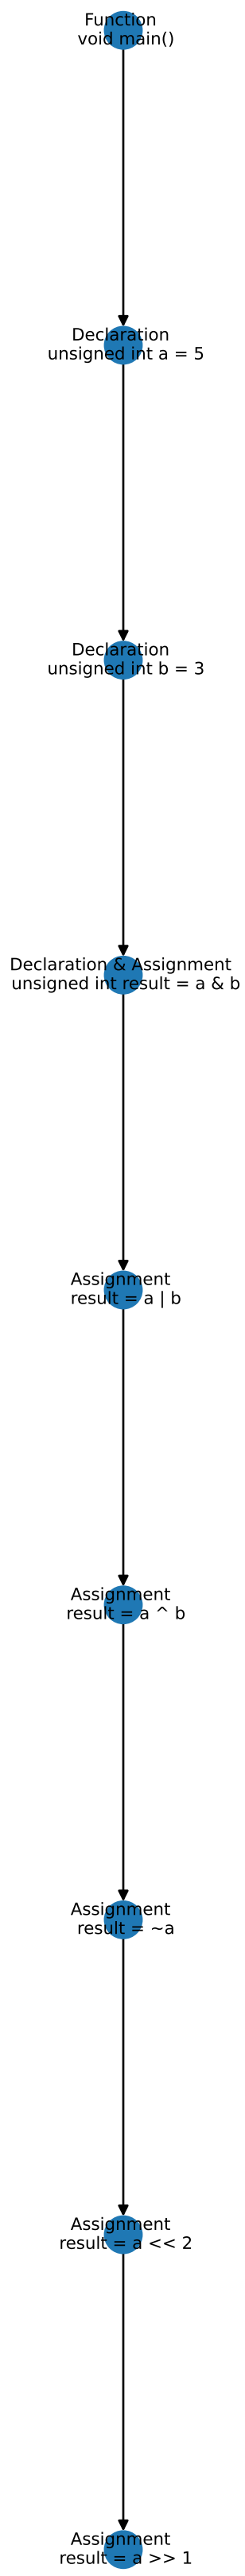 Function
void main()
Declaration
unsigned int a = 5
Declaration
unsigned int b = 3
Declaration & Assignment
unsigned int result = a & b
Assignment
result = a | b
Assignment
result = a ^ b
Assignment
result = ~a
Assignment
result = a << 2
Assignment
result = a >> 1